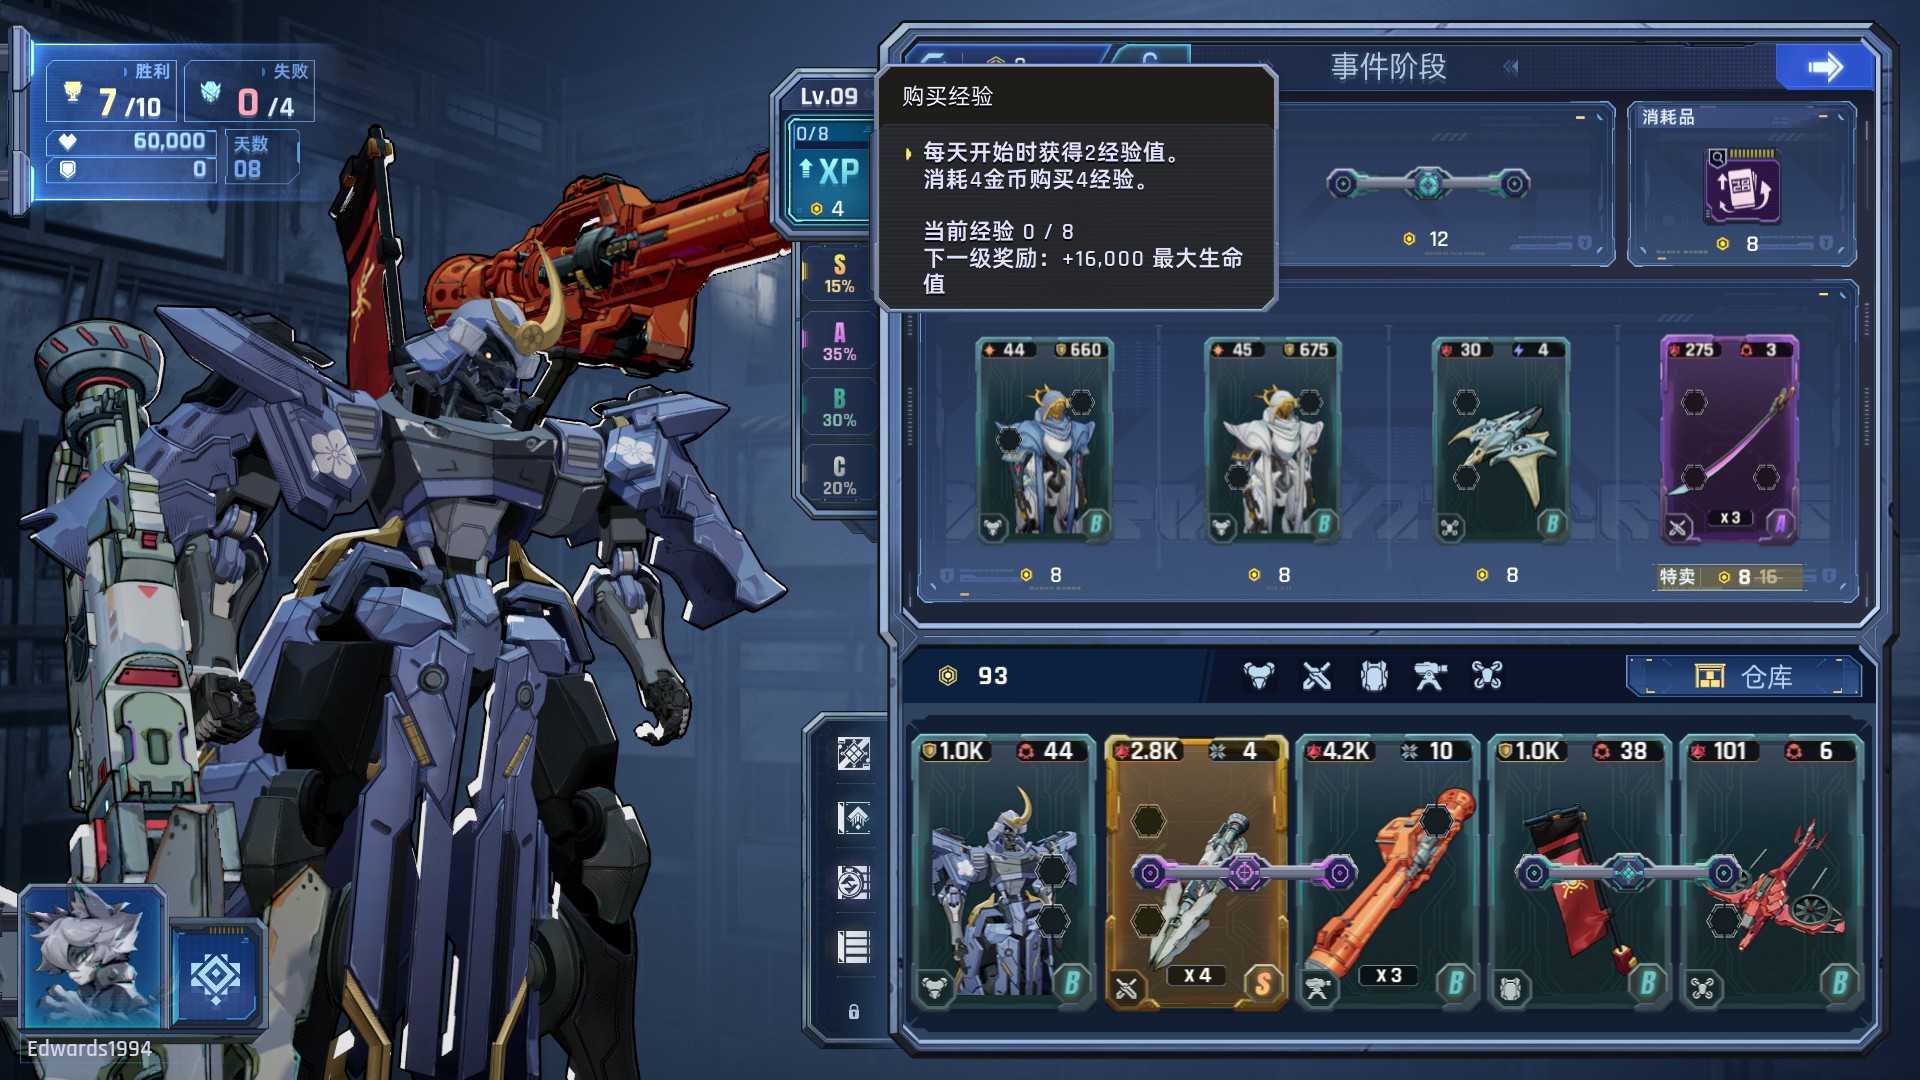 胜利
7 /10
失败
0 /4
60,000
0
天数
08
Lv.09
0/8
XP
4
S
15%
A
35%
B
30%
C
20%
购买经验
每天开始时获得2经验值。
消耗4金币购买4经验。
当前经验 0 / 8
下一级奖励：+16,000 最大生命
值
事件阶段
12
消耗品
8
44 660
B
8
45 675
B
8
30 4
B
8
275 3
x3
A
特卖 8 16
93
仓库
1.0K 44
B
2.8K 4
x4
S
4.2K 10
x3
B
1.0K 38
B
101 6
B
Edwards1994